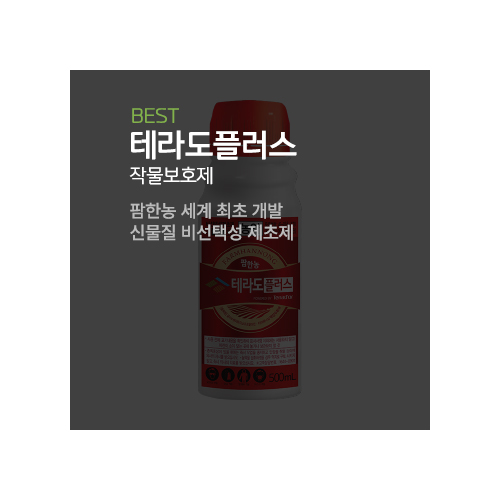 BEST
테라도플러스
작물보호제
팜한농 세계 최초 개발
신물질 비선택성 제초제
팜한농
테라도플러스
500mL